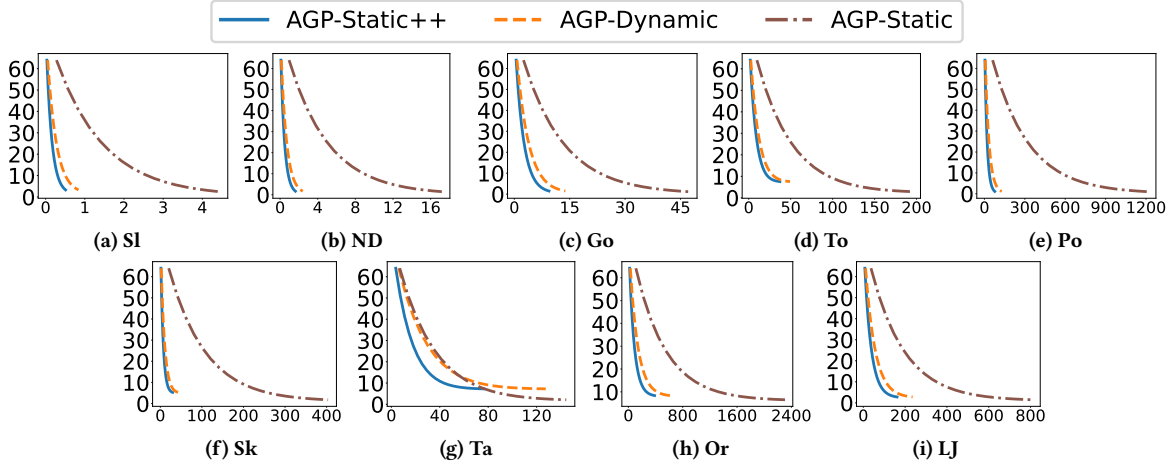 AGP-Static++ AGP-Dynamic AGP-Static
60 50 40 30 20 10 0
0 1 2 3 4
(a) Sl
60 50 40 30 20 10 0
0 4 8 12 16
(b) ND
60 50 40 30 20 10 0
0 15 30 45
(c) Go
60 50 40 30 20 10 0
0 50 100 150 200
(d) To
60 50 40 30 20 10 0
0 300 600 900 1200
(e) Po
60 50 40 30 20 10 0
0 100 200 300 400
(f) Sk
60 50 40 30 20 10 0
0 40 80 120
(g) Ta
60 50 40 30 20 10
0 800 1600 2400
(h) Or
60 50 40 30 20 10 0
0 200 400 600 800
(i) LJ